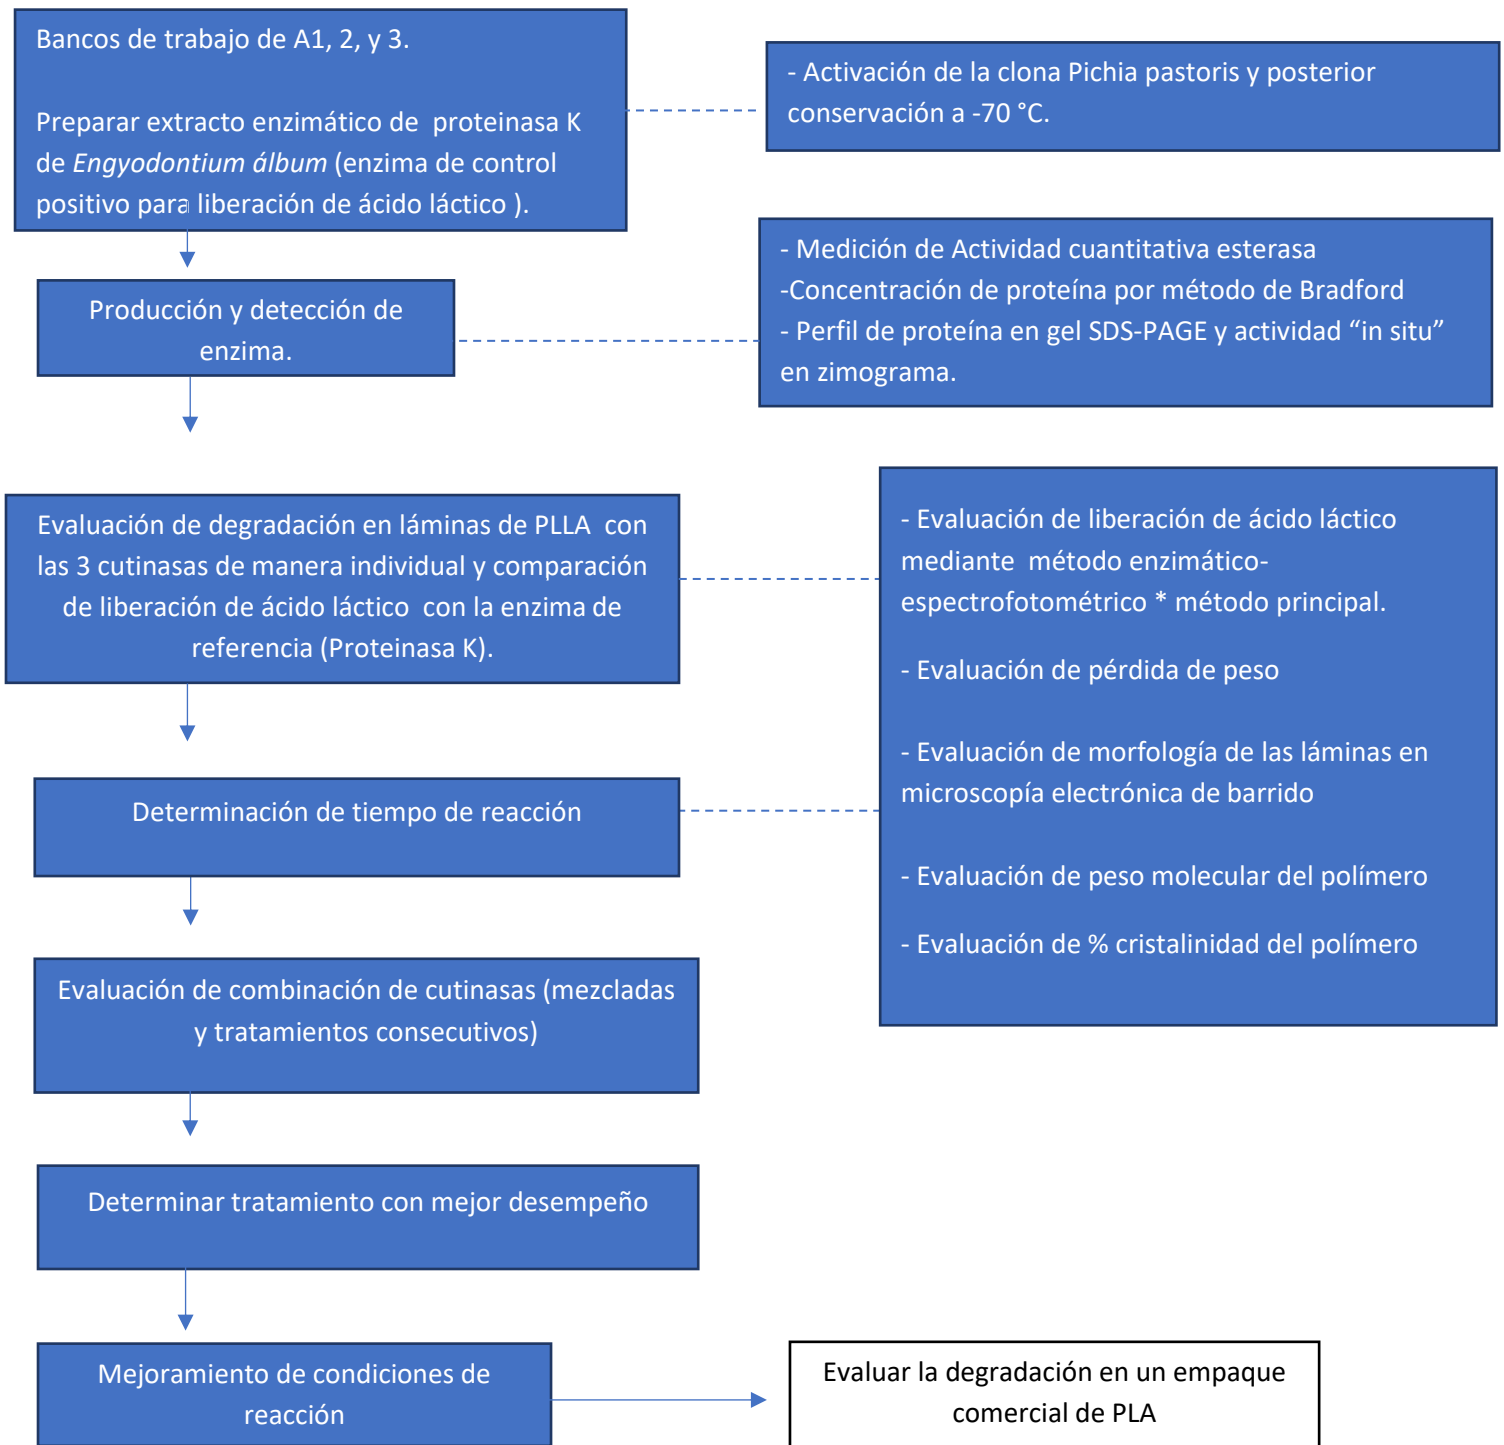 Bancos de trabajo de A1, 2, y 3.
Preparar extracto enzimático de proteinasa K
de Engyodontium álbum (enzima de control
positivo para liberación de ácido láctico ).
- Activación de la clona Pichia pastoris y posterior
conservación a -70 °C.
Producción y detección de
enzima.
- Medición de Actividad cuantitativa esterasa
-Concentración de proteína por método de Bradford
- Perfil de proteína en gel SDS-PAGE y actividad “in situ”
en zimograma.
Evaluación de degradación en láminas de PLLA con
las 3 cutinasas de manera individual y comparación
de liberación de ácido láctico con la enzima de
referencia (Proteinasa K).
- Evaluación de liberación de ácido láctico
mediante método enzimático-
espectrofotométrico * método principal.
- Evaluación de pérdida de peso
- Evaluación de morfología de las láminas en
microscopía electrónica de barrido
- Evaluación de peso molecular del polímero
- Evaluación de % cristalinidad del polímero
Determinación de tiempo de reacción
Evaluación de combinación de cutinasas (mezcladas
y tratamientos consecutivos)
Determinar tratamiento con mejor desempeño
Mejoramiento de condiciones de
reacción
Evaluar la degradación en un empaque
comercial de PLA